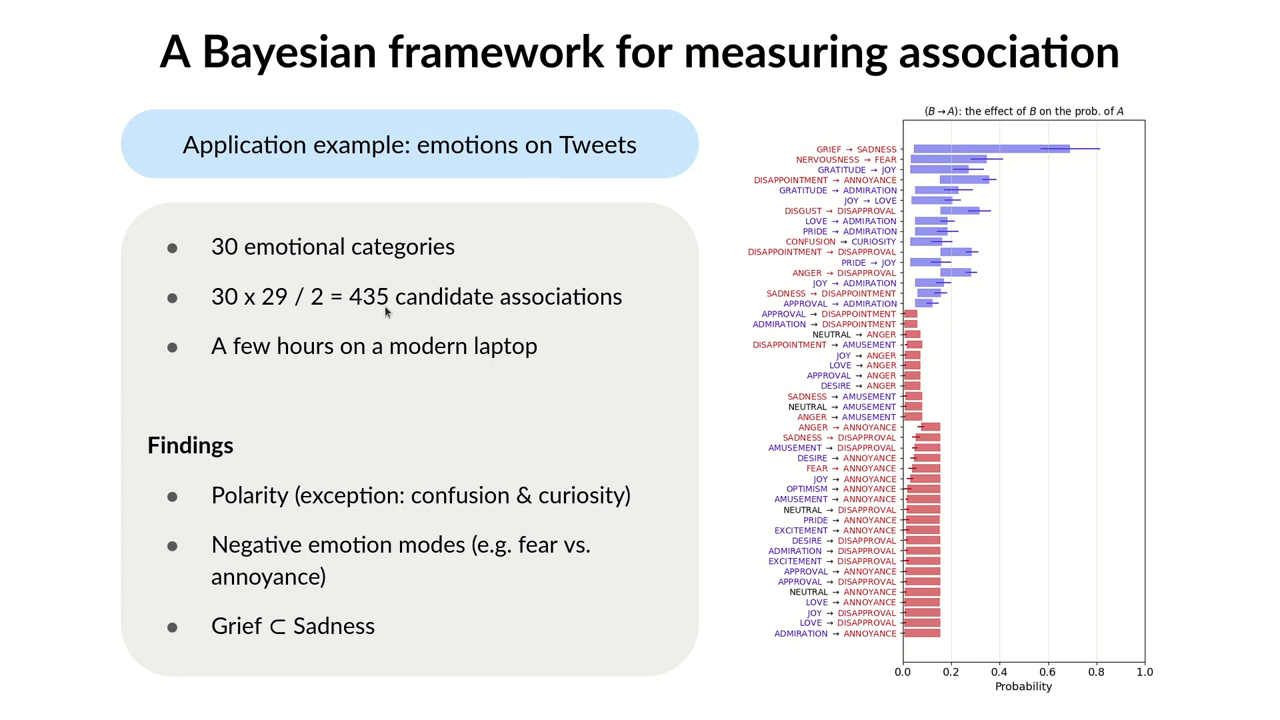 A Bayesian framework for measuring association
Application example: emotions on Tweets
● 30 emotional categories
● 30 x 29 / 2 = 435 candidate associations
● A few hours on a modern laptop
Findings
● Polarity (exception: confusion & curiosity)
● Negative emotion modes (e.g. fear vs.
annoyance)
● Grief ⊂ Sadness
(B→A): the effect of B on the prob. of A
GRIEF → SADNESS
NERVOUSNESS → FEAR
GRATITUDE → JOY
DISAPPOINTMENT → ANNOYANCE
GRATITUDE → ADMIRATION
JOY → LOVE
DISGUST → DISAPPROVAL
LOVE → ADMIRATION
PRIDE → ADMIRATION
CONFUSION → CURIOSITY
DISAPPOINTMENT → DISAPPROVAL
PRIDE → JOY
ANGER → DISAPPROVAL
JOY → ADMIRATION
SADNESS → DISAPPOINTMENT
APPROVAL → ADMIRATION
APPROVAL → DISAPPOINTMENT
ADMIRATION → DISAPPOINTMENT
NEUTRAL → ANGER
DISAPPOINTMENT → AMUSEMENT
JOY → ANGER
LOVE → ANGER
APPROVAL → ANGER
DESIRE → ANGER
SADNESS → AMUSEMENT
NEUTRAL → AMUSEMENT
ANGER → AMUSEMENT
ANGER → ANNOYANCE
SADNESS → DISAPPROVAL
AMUSEMENT → DISAPPROVAL
DESIRE → ANNOYANCE
FEAR → ANNOYANCE
JOY → ANNOYANCE
OPTIMISM → ANNOYANCE
AMUSEMENT → ANNOYANCE
NEUTRAL → DISAPPROVAL
PRIDE → ANNOYANCE
EXCITEMENT → ANNOYANCE
DESIRE → DISAPPROVAL
ADMIRATION → DISAPPROVAL
EXCITEMENT → DISAPPROVAL
APPROVAL → ANNOYANCE
APPROVAL → DISAPPROVAL
NEUTRAL → ANNOYANCE
LOVE → ANNOYANCE
JOY → DISAPPROVAL
LOVE → DISAPPROVAL
ADMIRATION → ANNOYANCE
0.0 0.2 0.4 0.6 0.8 1.0
Probability